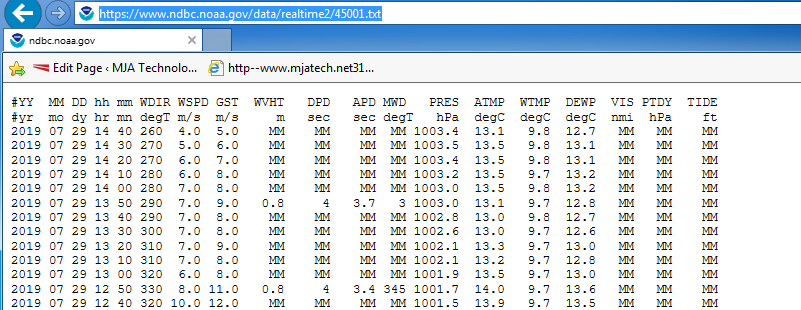 https://www.ndbc.noaa.gov/data/realtime2/45001.txt
ndbc.noaa.gov
Edit Page ‹ MJA Technolo... http--www.mjatech.net31...
#YY MM DD hh mm WDIR WSPD GST WVHT DPD APD MWD PRES ATMP WTMP DEWP VIS PTDY TIDE
#yr mo dy hr mn degT m/s m/s m sec sec degT hPa degC degC degC nmi hPa ft
2019 07 29 14 40 260 4.0 5.0 MM MM MM MM 1003.4 13.1 9.8 12.7 MM MM MM
2019 07 29 14 30 270 5.0 6.0 MM MM MM MM 1003.5 13.5 9.8 13.1 MM MM MM
2019 07 29 14 20 270 6.0 7.0 MM MM MM MM 1003.4 13.5 9.8 13.1 MM MM MM
2019 07 29 14 10 280 6.0 8.0 MM MM MM MM 1003.2 13.5 9.7 13.2 MM MM MM
2019 07 29 14 00 280 7.0 8.0 MM MM MM MM 1003.0 13.5 9.8 13.2 MM MM MM
2019 07 29 13 50 290 7.0 9.0 0.8 4 3.7 3 1003.0 13.1 9.7 12.8 MM MM MM
2019 07 29 13 40 290 7.0 8.0 MM MM MM MM 1002.8 13.0 9.8 12.7 MM MM MM
2019 07 29 13 30 300 7.0 8.0 MM MM MM MM 1002.6 13.0 9.7 12.6 MM MM MM
2019 07 29 13 20 310 7.0 9.0 MM MM MM MM 1002.1 13.3 9.7 13.0 MM MM MM
2019 07 29 13 10 310 7.0 8.0 MM MM MM MM 1002.1 13.2 9.7 12.8 MM MM MM
2019 07 29 13 00 320 6.0 8.0 MM MM MM MM 1001.9 13.5 9.7 13.0 MM MM MM
2019 07 29 12 50 330 8.0 11.0 0.8 4 3.4 345 1001.7 14.0 9.7 13.6 MM MM MM
2019 07 29 12 40 320 10.0 12.0 MM MM MM MM 1001.5 13.9 9.7 13.5 MM MM MM